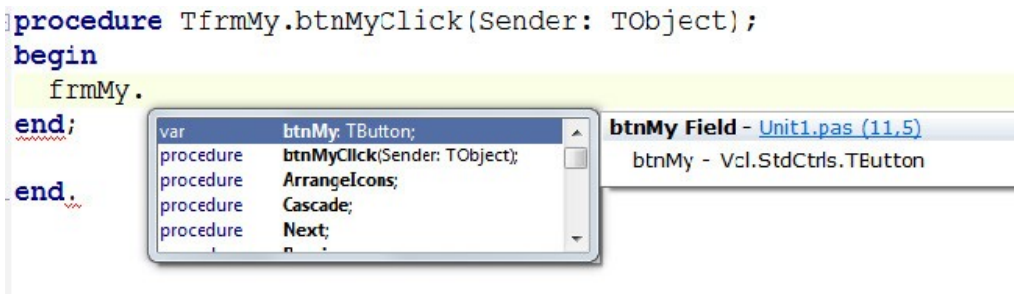 procedure TfrmMy.btnMyClick(Sender: TObject);
begin
frmMy.
end;
var btnMy: TButton;
procedure btnMyClick(Sender: TObject);
procedure ArrangeIcons;
procedure Cascade;
procedure Next;
btnMy Field - Unit1.pas (11,5)
btnMy - Vcl.StdCtrls.TButton
end.